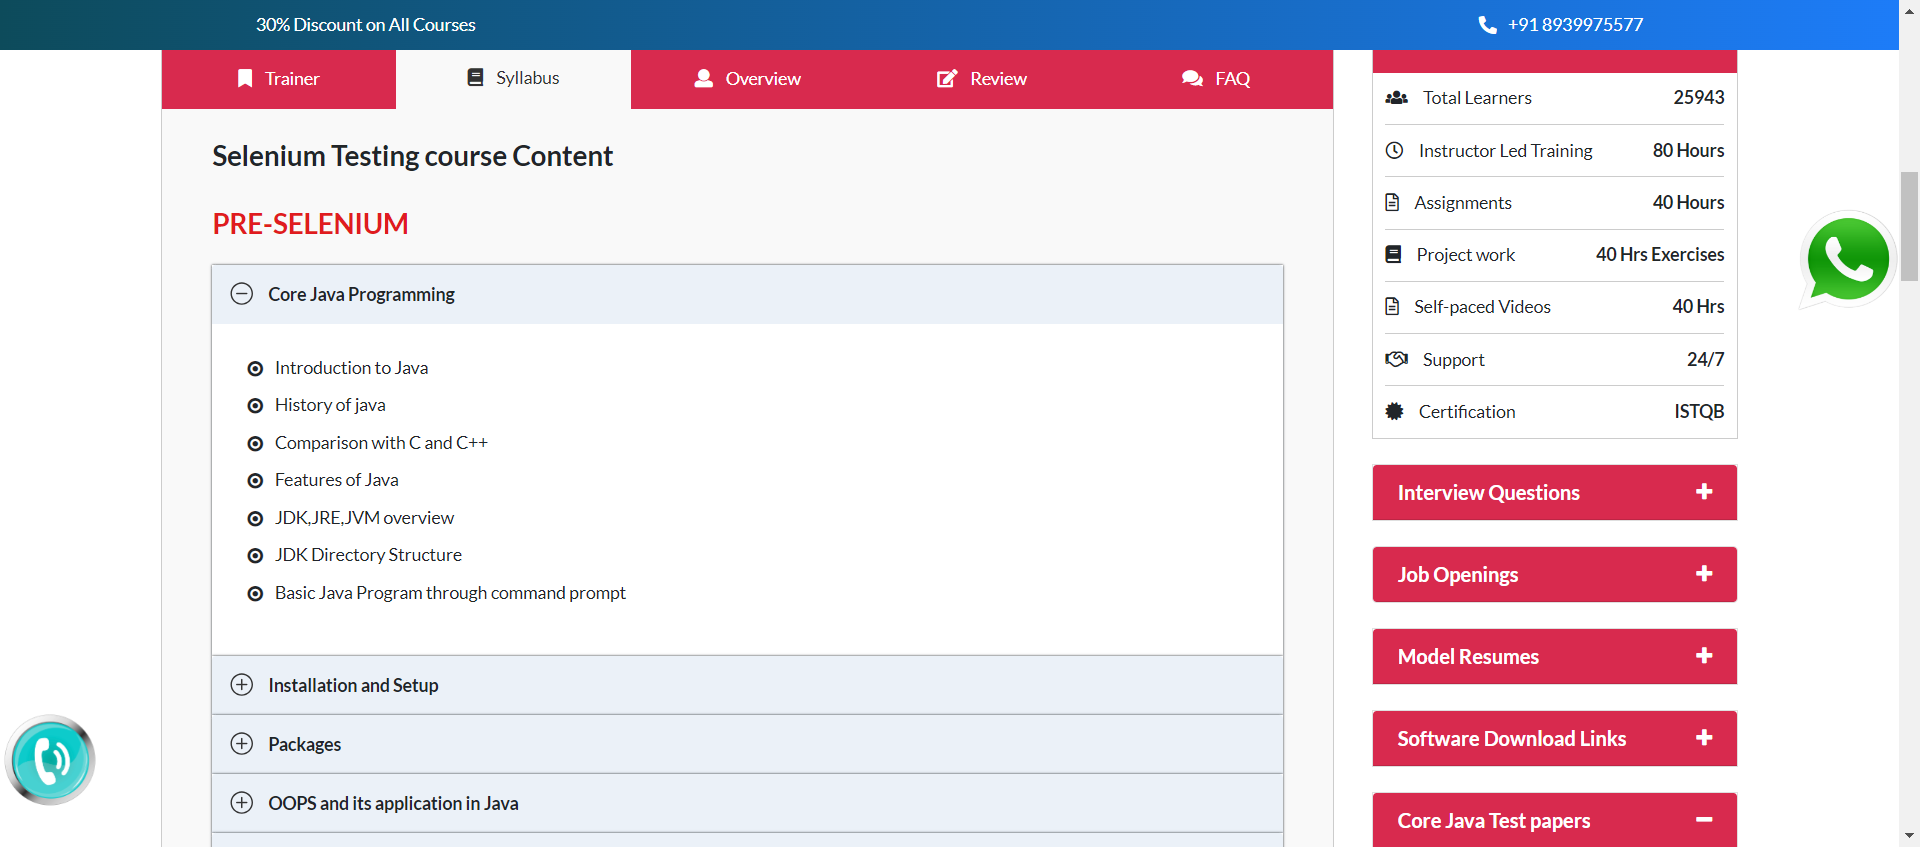 30% Discount on All Courses
+91 8939975577
Trainer
Syllabus
Overview
Review
FAQ
Selenium Testing course Content
PRE-SELENIUM
Core Java Programming
Introduction to Java
History of java
Comparison with C and C++
Features of Java
JDK,JRE,JVM overview
JDK Directory Structure
Basic Java Program through command prompt
Installation and Setup
Packages
OOPS and its application in Java
Total Learners 25943
Instructor Led Training 80 Hours
Assignments 40 Hours
Project work 40 Hrs Exercises
Self-paced Videos 40 Hrs
Support 24/7
Certification ISTQB
Interview Questions
Job Openings
Model Resumes
Software Download Links
Core Java Test papers